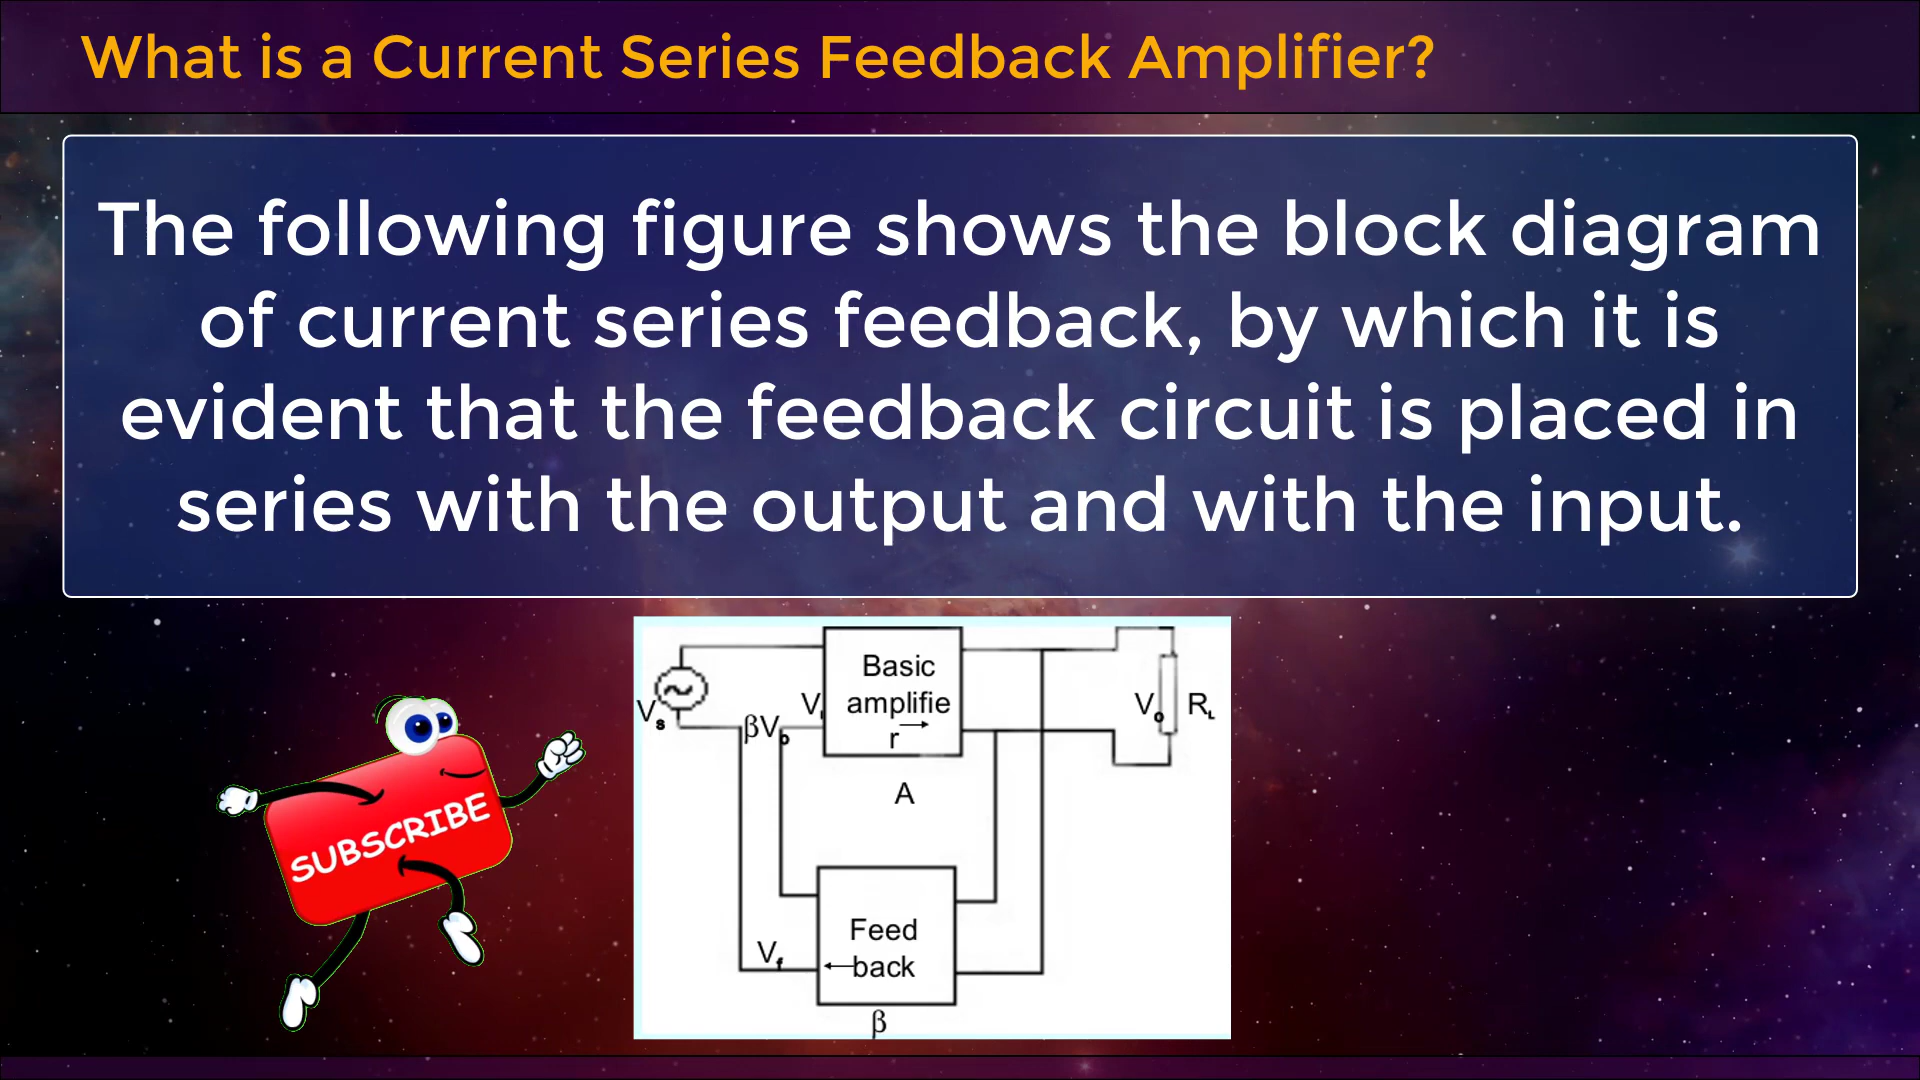 What is a Current Series Feedback Amplifier?
The following figure shows the block diagram
of current series feedback, by which it is
evident that the feedback circuit is placed in
series with the output and with the input.
Basic
amplifie
r
Vs
Vi
βVo
Vo
RL
A
SUBSCRIBE
Feed
back
Vf
β